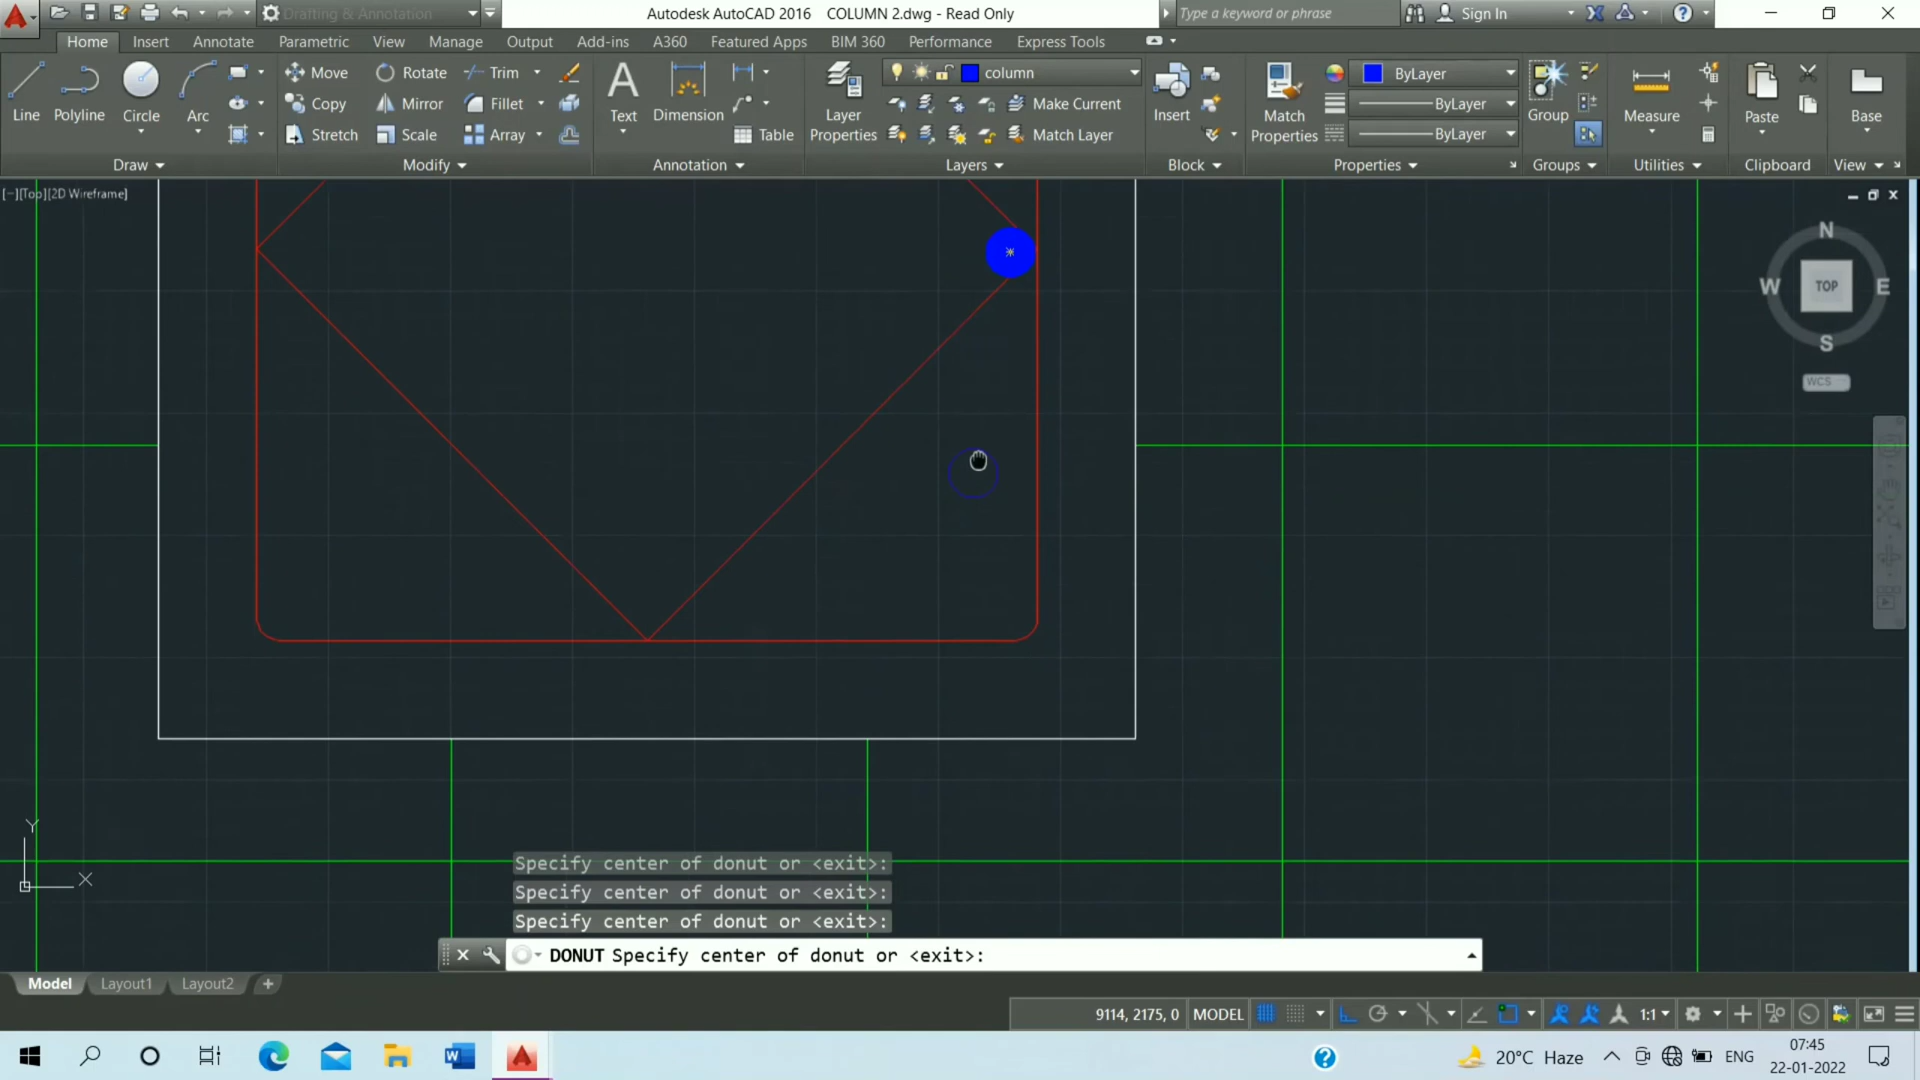 Drafting & Annotation
Autodesk AutoCAD 2016 COLUMN 2.dwg - Read Only
Type a keyword or phrase
Sign In
Home Insert Annotate Parametric View Manage Output Add-ins A360 Featured Apps BIM 360 Performance Express Tools
Line Polyline Circle Arc
Move Rotate Trim
Copy Mirror Fillet
Stretch Scale Array
Text Dimension Table
Layer Properties
column
Make Current
Match Layer
Insert
Match Properties
ByLayer
ByLayer
ByLayer
Group
Measure
Paste
Base
Draw Modify Annotation Layers Block Properties Groups Utilities Clipboard View
[−][Top][2D Wireframe]
N
W TOP E
S
WCS
Y
X
Specify center of donut or <exit>:
Specify center of donut or <exit>:
Specify center of donut or <exit>:
DONUT Specify center of donut or <exit>:
Model Layout1 Layout2 +
9114, 2175, 0 MODEL 1:1
20°C Haze ENG
07:45
22-01-2022